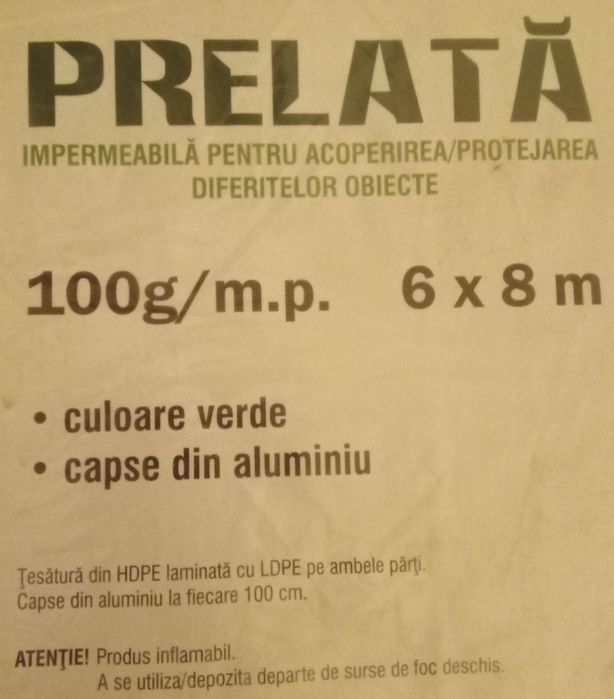 PRELATĂ
IMPERMEABILĂ PENTRU ACOPERIREA/PROTEJAREA
DIFERITELOR OBIECTE
100g/m.p. 6 x 8 m
• culoare verde
• capse din aluminiu
Ţesătură din HDPE laminată cu LDPE pe ambele părţi.
Capse din aluminiu la fiecare 100 cm.
ATENŢIE! Produs inflamabil.
A se utiliza/depozita departe de surse de foc deschis.